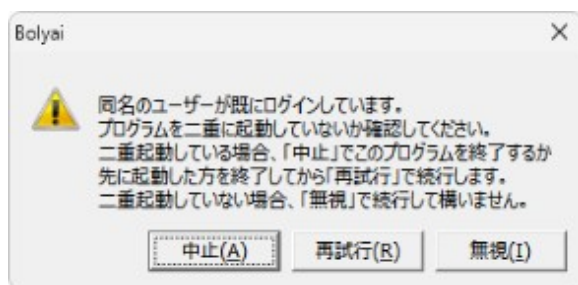 Bolyai
同名のユーザーが既にログインしています。
プログラムを二重に起動していないか確認してください。
二重起動している場合、「中止」でこのプログラムを終了するか
先に起動した方を終了してから「再試行」で続行します。
二重起動していない場合、「無視」で続行して構いません。
中止(A) 再試行(R) 無視(I)